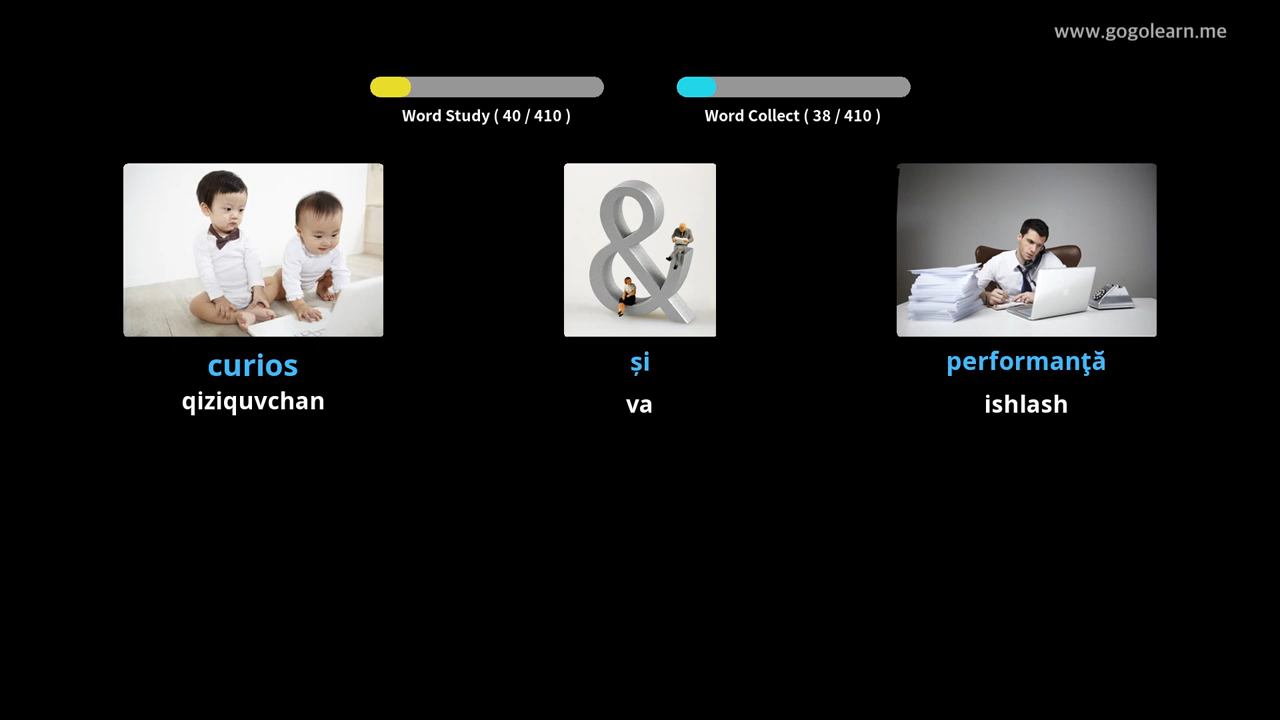 www.gogolearn.me
Word Study ( 40 / 410 )
Word Collect ( 38 / 410 )
curios
și
performanţă
qiziquvchan
va
ishlash